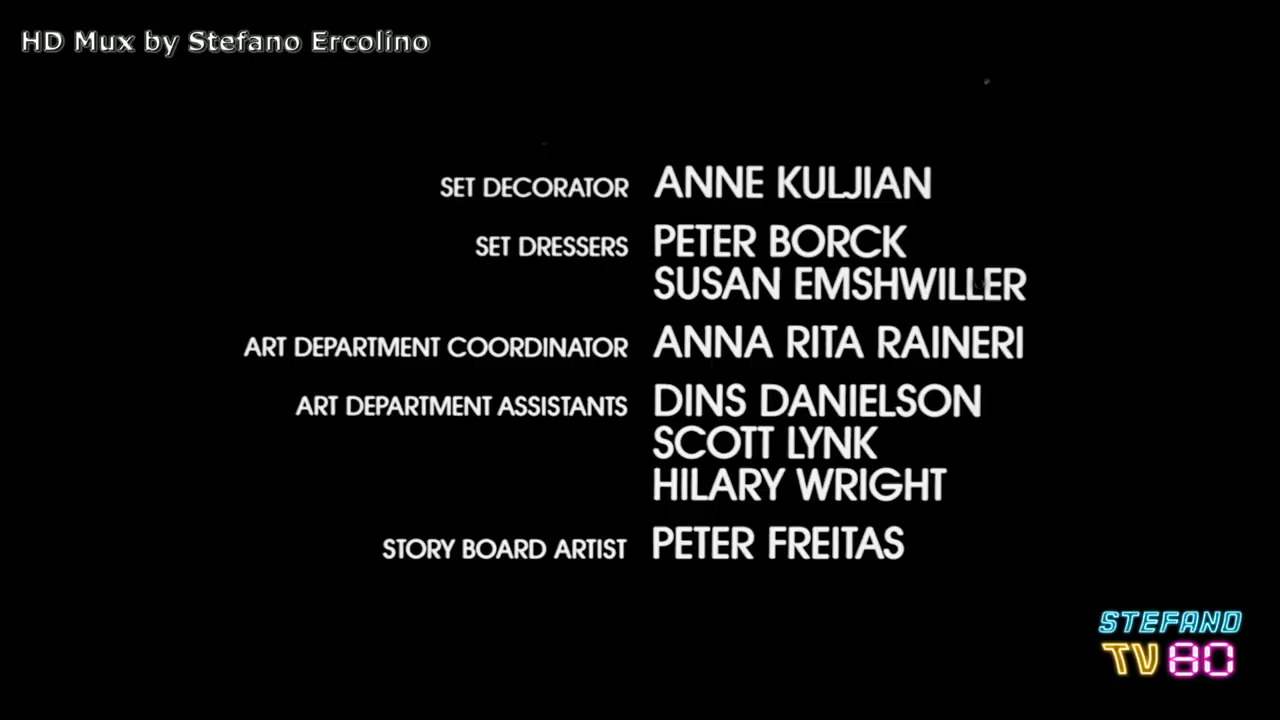 HD Mux by Stefano Ercolino
SET DECORATOR ANNE KULJIAN
SET DRESSERS PETER BORCK
SUSAN EMSHWILLER
ART DEPARTMENT COORDINATOR ANNA RITA RAINERI
ART DEPARTMENT ASSISTANTS DINS DANIELSON
SCOTT LYNK
HILARY WRIGHT
STORY BOARD ARTIST PETER FREITAS
STEFANO
TV 80